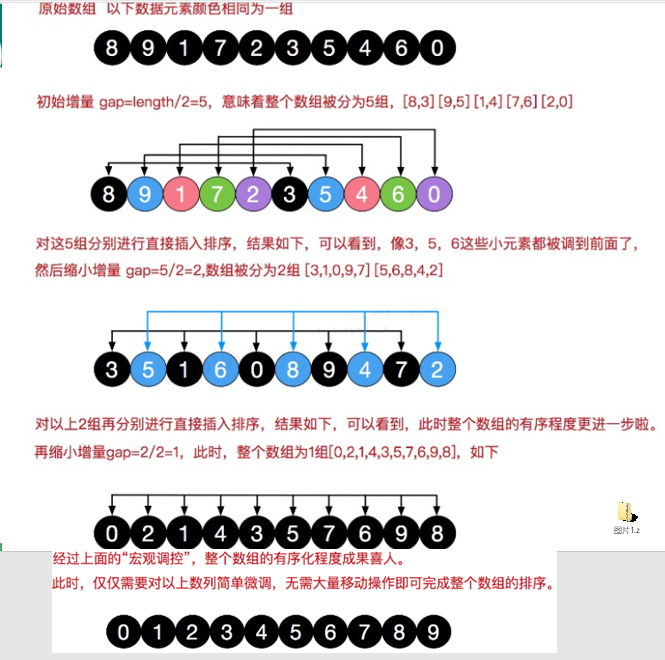 原始数组 以下数据元素颜色相同为一组
8 9 1 7 2 3 5 4 6 0
初始增量 gap=length/2=5，意味着整个数组被分为5组，[8,3] [9,5] [1,4] [7,6] [2,0]
8 9 1 7 2 3 5 4 6 0
对这5组分别进行直接插入排序，结果如下，可以看到，像3，5，6这些小元素都被调到前面了，
然后缩小增量 gap=5/2=2,数组被分为2组 [3,1,0,9,7] [5,6,8,4,2]
3 5 1 6 0 8 9 4 7 2
对以上2组再分别进行直接插入排序，结果如下，可以看到，此时整个数组的有序程度更进一步啦。
再缩小增量gap=2/2=1，此时，整个数组为1组[0,2,1,4,3,5,7,6,9,8]，如下
图片1.z
0 2 1 4 3 5 7 6 9 8
经过上面的“宏观调控”，整个数组的有序化程度成果喜人。
此时，仅仅需要对以上数列简单微调，无需大量移动操作即可完成整个数组的排序。
0 1 2 3 4 5 6 7 8 9